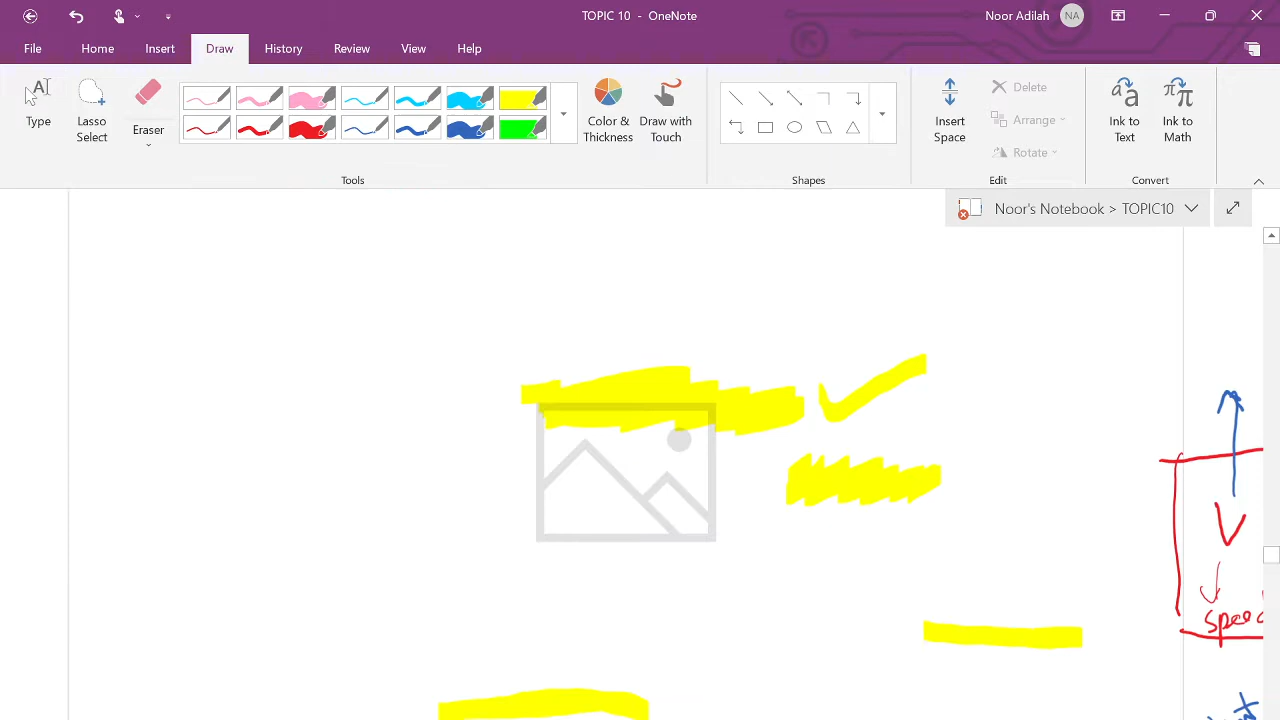 TOPIC 10 - OneNote
Noor Adilah NA
File Home Insert Draw History Review View Help
Type
Lasso Select
Eraser
Color & Thickness
Draw with Touch
Insert Space
Delete
Arrange
Rotate
Ink to Text
Ink to Math
Tools
Shapes
Edit
Convert
Noor's Notebook > TOPIC10
V